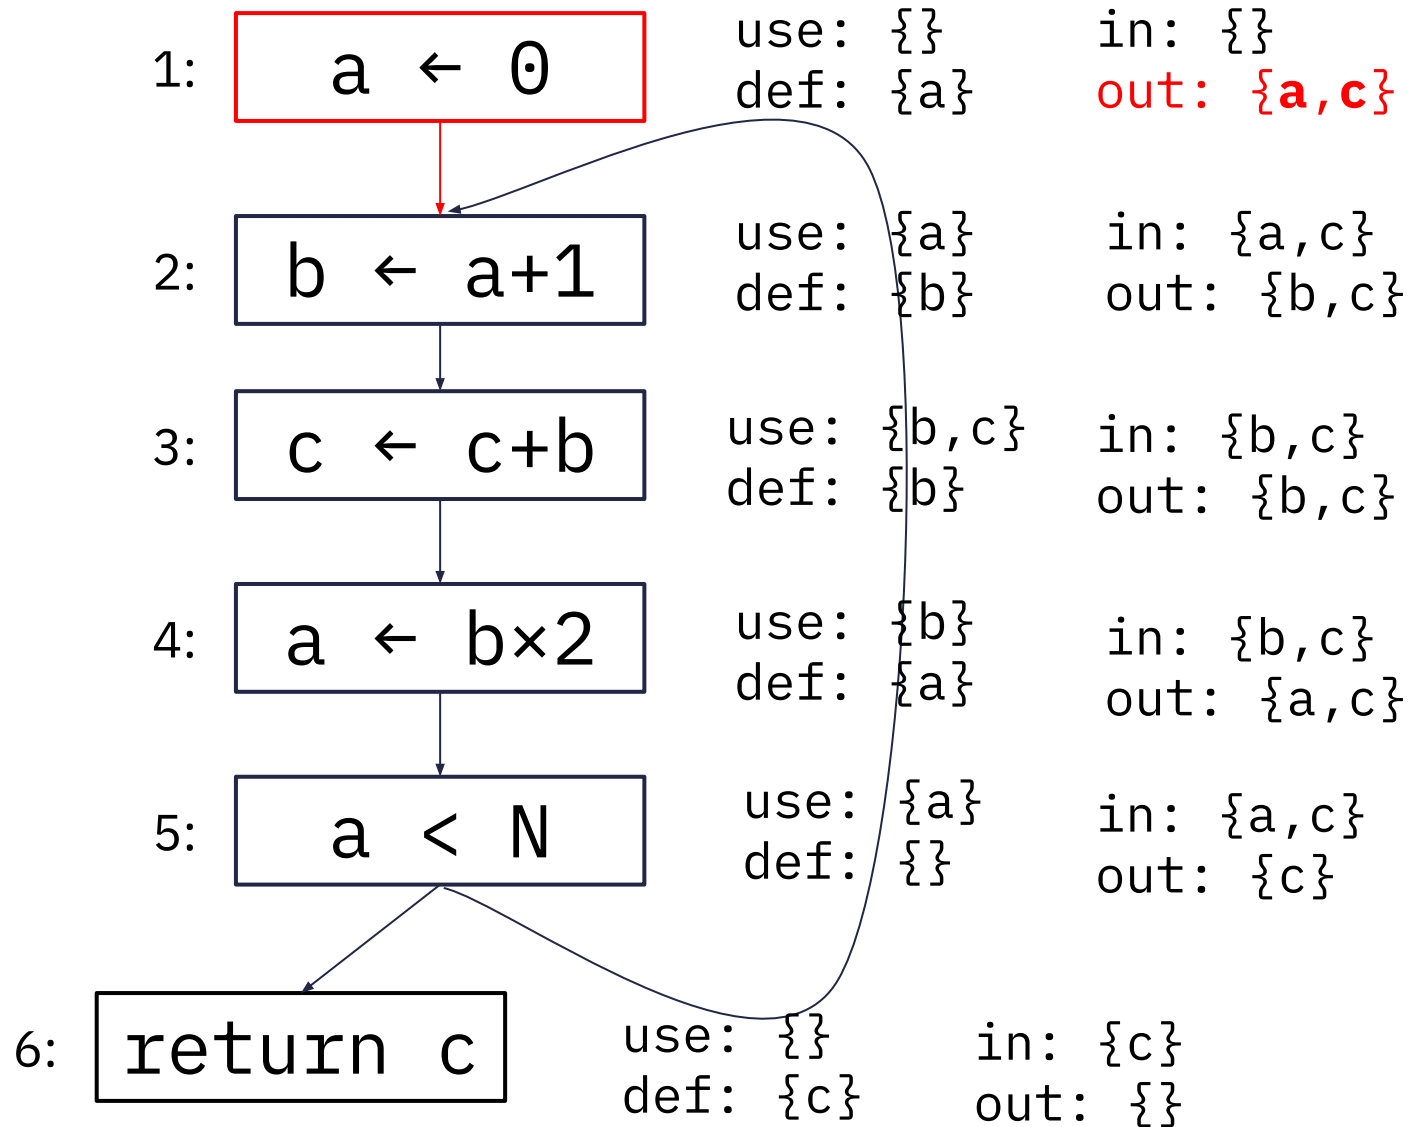 1:
a ← 0
use: {}
def: {a}
in: {}
out: {a,c}
2:
b ← a+1
use: {a}
def: {b}
in: {a,c}
out: {b,c}
3:
c ← c+b
use: {b,c}
def: {b}
in: {b,c}
out: {b,c}
4:
a ← b×2
use: {b}
def: {a}
in: {b,c}
out: {a,c}
5:
a < N
use: {a}
def: {}
in: {a,c}
out: {c}
6:
return c
use: {}
def: {c}
in: {c}
out: {}